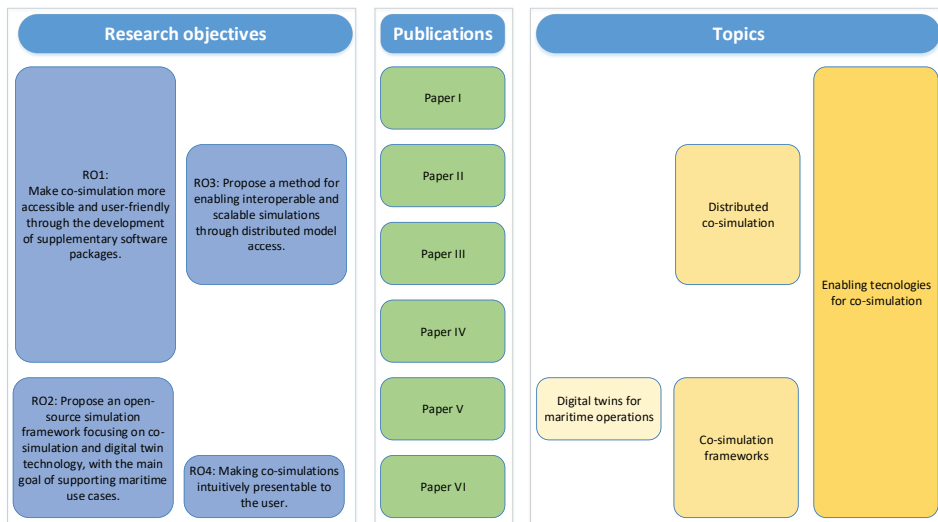 Research objectives
RO1:
Make co-simulation more
accessible and user-friendly
through the development
of supplementary software
packages.
RO3: Propose a method for
enabling interoperable and
scalable simulations
through distributed model
access.
RO2: Propose an open-
source simulation
framework focusing on co-
simulation and digital twin
technology, with the main
goal of supporting maritime
use cases.
RO4: Making co-simulations
intuitively presentable to
the user.
Publications
Paper I
Paper II
Paper III
Paper IV
Paper V
Paper VI
Topics
Distributed
co-simulation
Enabling tecnologies
for co-simulation
Digital twins for
maritime operations
Co-simulation
frameworks